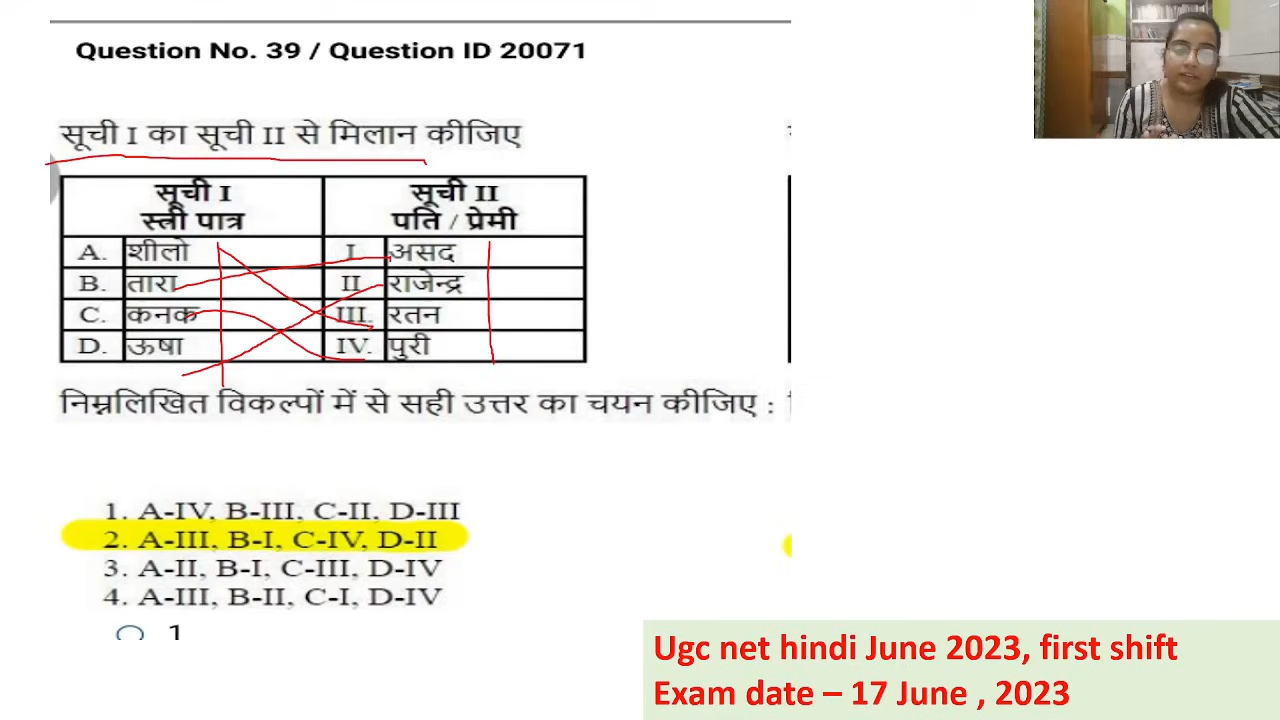 Question No. 39 / Question ID 20071
सूची I का सूची II से मिलान कीजिए
सूची I सूची II
स्त्री पात्र पति / प्रेमी
A. शीलो I. असद
B. तारा II राजेन्द्र
C. कनक III. रतन
D. ऊषा IV. पुरी
निम्नलिखित विकल्पों में से सही उत्तर का चयन कीजिए :
1. A-IV, B-III, C-II, D-III
2. A-III, B-I, C-IV, D-II
3. A-II, B-I, C-III, D-IV
4. A-III, B-II, C-I, D-IV
1
Ugc net hindi June 2023, first shift
Exam date – 17 June , 2023